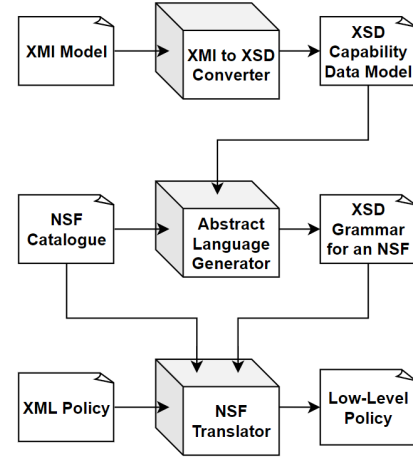 XMI Model
XMI to XSD
Converter
XSD
Capability
Data Model
NSF
Catalogue
Abstract
Language
Generator
XSD
Grammar
for an NSF
XML Policy
NSF
Translator
Low-Level
Policy